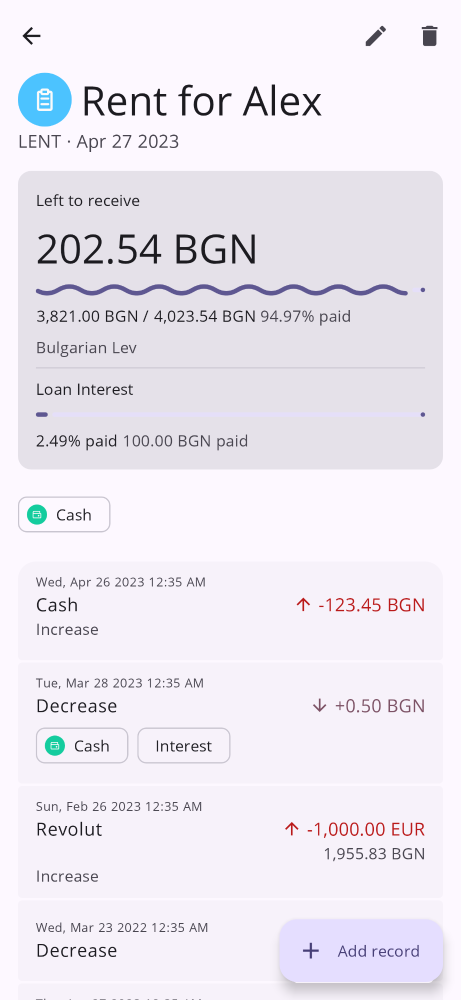 Rent for Alex
LENT · Apr 27 2023
Left to receive
202.54 BGN
3,821.00 BGN / 4,023.54 BGN 94.97% paid
Bulgarian Lev
Loan Interest
2.49% paid 100.00 BGN paid
Cash
Wed, Apr 26 2023 12:35 AM
Cash
-123.45 BGN
Increase
Tue, Mar 28 2023 12:35 AM
Decrease
+0.50 BGN
Cash
Interest
Sun, Feb 26 2023 12:35 AM
Revolut
-1,000.00 EUR
1,955.83 BGN
Increase
Wed, Mar 23 2022 12:35 AM
Decrease
Add record